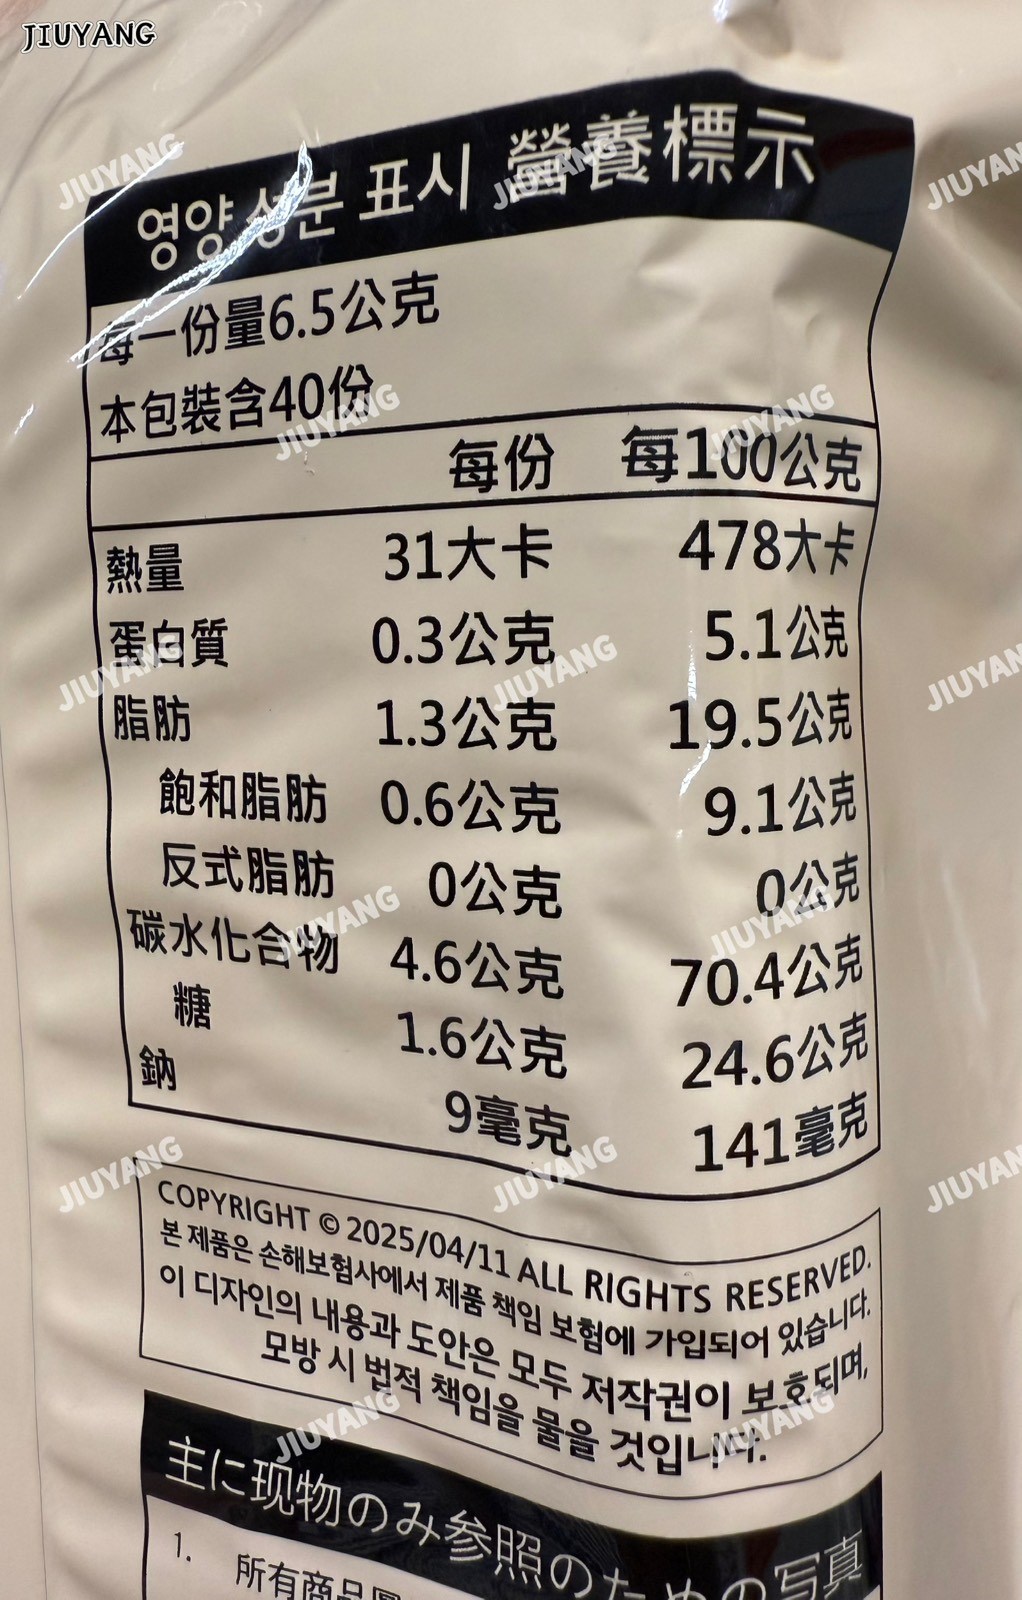 JIUYANG
영양 성분 표시 營養標示
每一份量6.5公克
本包裝含40份
每份 每100公克
熱量 31大卡 478大卡
蛋白質 0.3公克 5.1公克
脂肪 1.3公克 19.5公克
飽和脂肪 0.6公克 9.1公克
反式脂肪 0公克 0公克
碳水化合物 4.6公克 70.4公克
糖 1.6公克 24.6公克
鈉 9毫克 141毫克
COPYRIGHT © 2025/04/11 ALL RIGHTS RESERVED.
본 제품은 손해보험사에서 제품 책임 보험에 가입되어 있습니다.
이 디자인의 내용과 도안은 모두 저작권이 보호되며,
모방 시 법적 책임을 물을 것입니다.
主に现物のみ参照のための写真
1. 所有商品圖